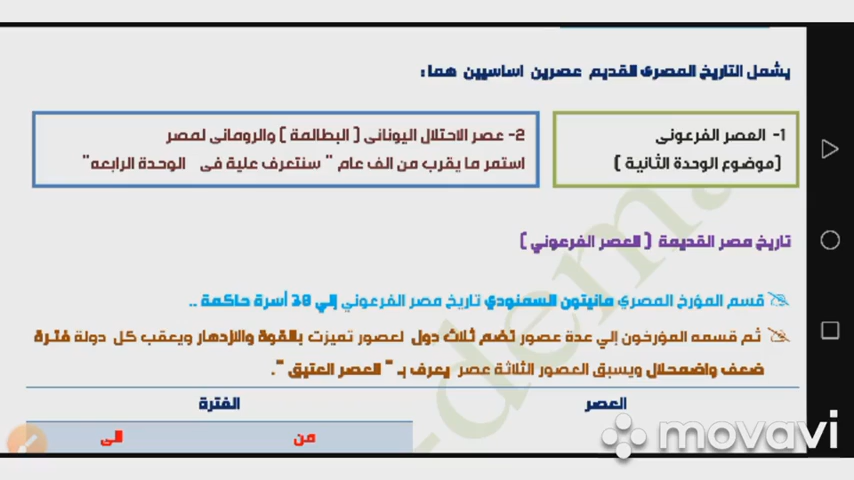 يشمل التاريخ المصرى القديم عصرين اساسيين هما :
1- العصر الفرعونى
(موضوع الوحدة الثانية )
2- عصر الاحتلال اليونانى ( البطالمة ) والرومانى لمصر
استمر ما يقرب من الف عام " سنتعرف علية فى الوحدة الرابعه"
تاريخ مصر القديمة ( العصر الفرعوني )
قسم المؤرخ المصري مانيتون السمنودي تاريخ مصر الفرعوني إلي 30 أسرة حاكمة ..
ثم قسمه المؤرخون إلي عدة عصور تضم ثلاث دول لعصور تميزت بالقوة والازدهار ويعقب كل دولة فترة
ضعف واضمحلال ويسبق العصور الثلاثة عصر يعرف بـ " العصر العتيق ".
العصر الفترة
من الى
movavi